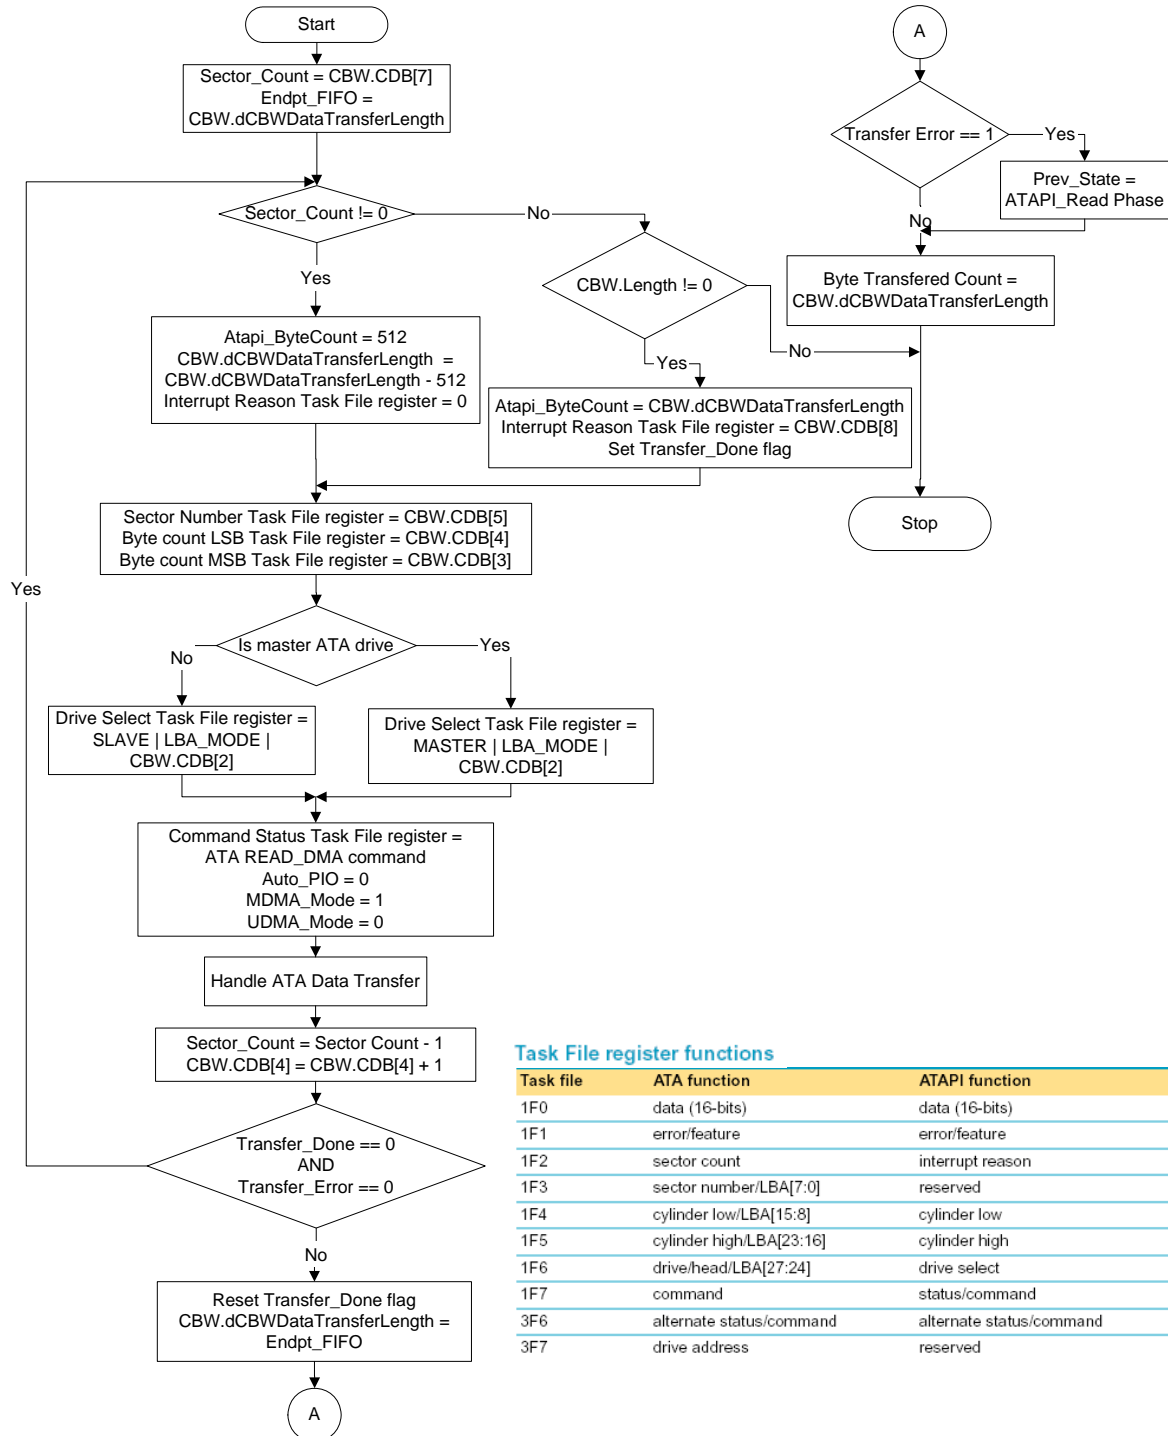 Start
Sector_Count = CBW.CDB[7]
Endpt_FIFO =
CBW.dCBWDataTransferLength
Sector_Count != 0
No
Yes
CBW.Length != 0
No
Yes
Atapi_ByteCount = 512
CBW.dCBWDataTransferLength =
CBW.dCBWDataTransferLength - 512
Interrupt Reason Task File register = 0
Atapi_ByteCount = CBW.dCBWDataTransferLength
Interrupt Reason Task File register = CBW.CDB[8]
Set Transfer_Done flag
Sector Number Task File register = CBW.CDB[5]
Byte count LSB Task File register = CBW.CDB[4]
Byte count MSB Task File register = CBW.CDB[3]
Is master ATA drive
No
Yes
Drive Select Task File register =
SLAVE | LBA_MODE |
CBW.CDB[2]
Drive Select Task File register =
MASTER | LBA_MODE |
CBW.CDB[2]
Command Status Task File register =
ATA READ_DMA command
Auto_PIO = 0
MDMA_Mode = 1
UDMA_Mode = 0
Handle ATA Data Transfer
Sector_Count = Sector Count - 1
CBW.CDB[4] = CBW.CDB[4] + 1
Transfer_Done == 0
AND
Transfer_Error == 0
Yes
No
Reset Transfer_Done flag
CBW.dCBWDataTransferLength =
Endpt_FIFO
A
A
Transfer Error == 1
Yes
Prev_State =
ATAPI_Read Phase
No
Byte Transfered Count =
CBW.dCBWDataTransferLength
Stop
Task File register functions
Task file ATA function ATAPI function
1F0 data (16-bits) data (16-bits)
1F1 error/feature error/feature
1F2 sector count interrupt reason
1F3 sector number/LBA[7:0] reserved
1F4 cylinder low/LBA[15:8] cylinder low
1F5 cylinder high/LBA[23:16] cylinder high
1F6 drive/head/LBA[27:24] drive select
1F7 command status/command
3F6 alternate status/command alternate status/command
3F7 drive address reserved